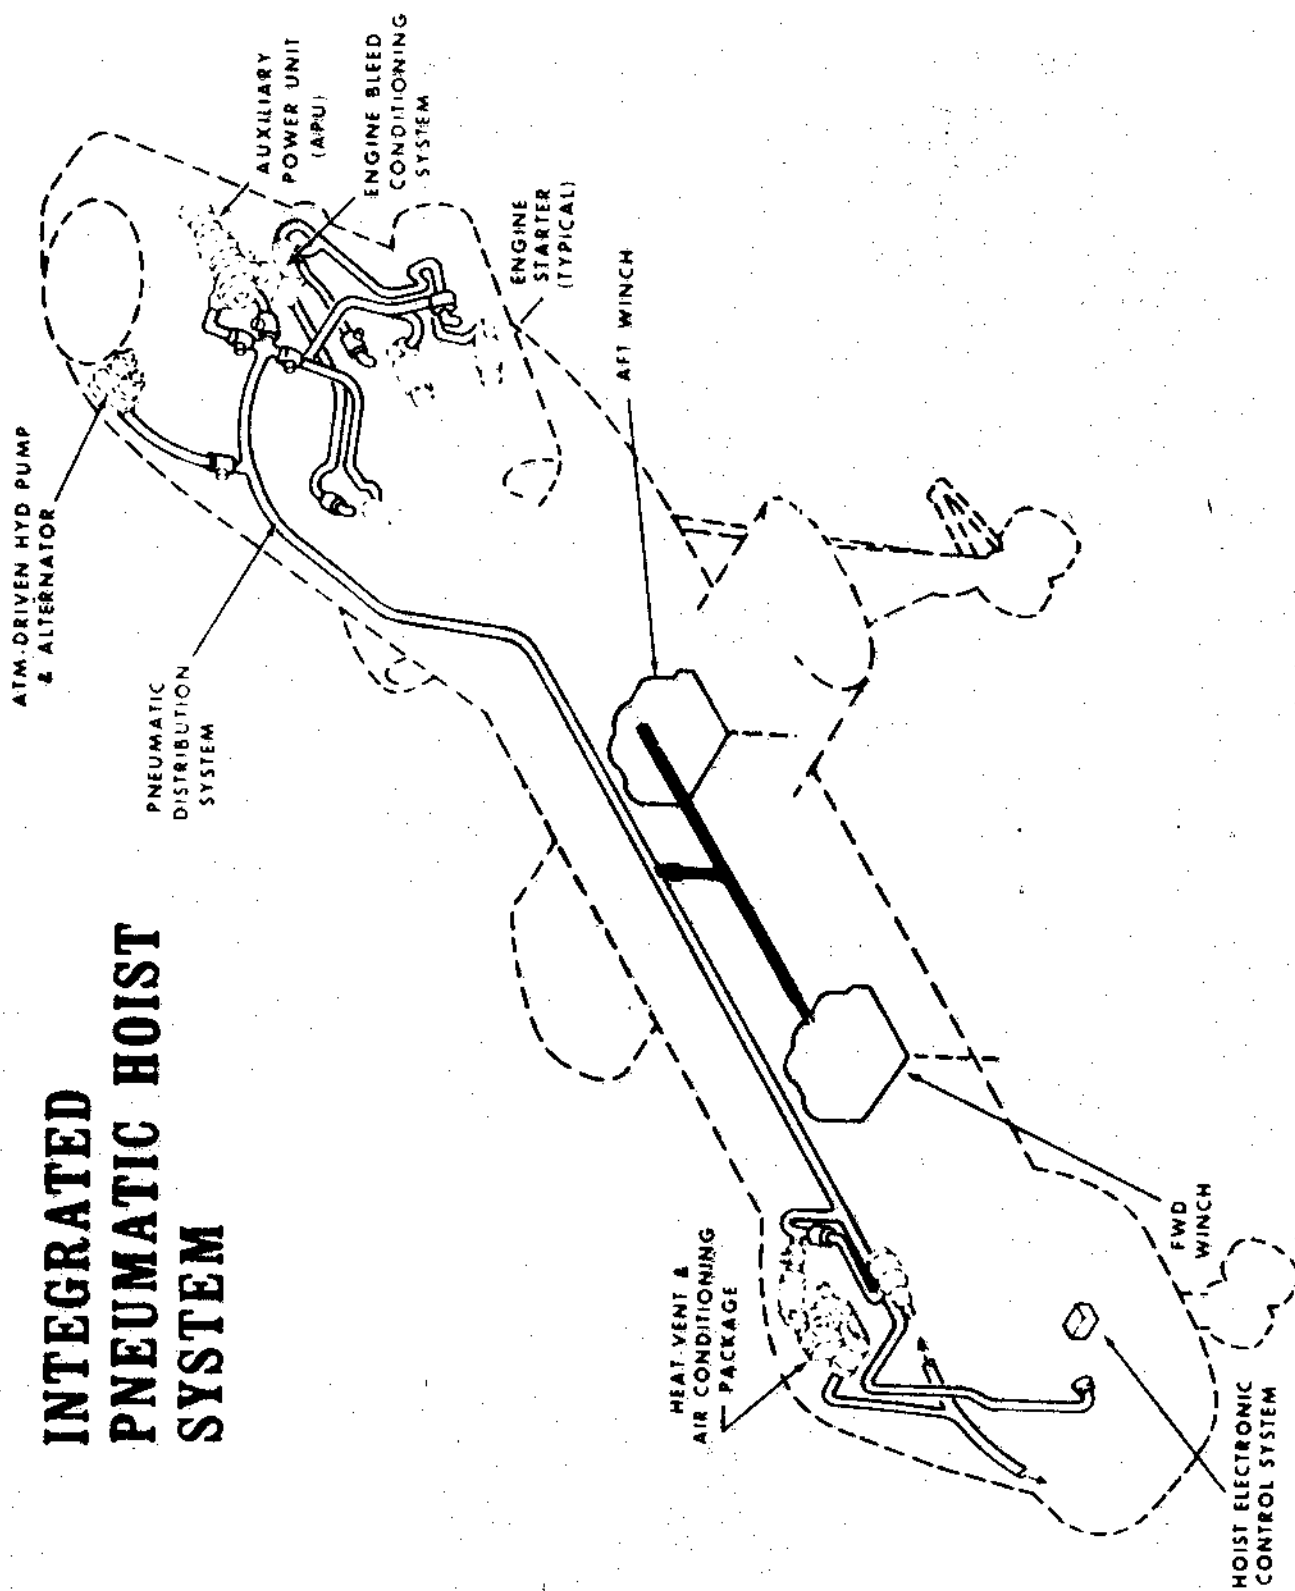 INTEGRATED
PNEUMATIC HOIST
SYSTEM
ATM-DRIVEN HYD PUMP
& ALTERNATOR
PNEUMATIC
DISTRIBUTION
SYSTEM
AUXILIARY
POWER UNIT
(APU)
ENGINE BLEED
CONDITIONING
SYSTEM
ENGINE
STARTER
(TYPICAL)
AFT WINCH
HEAT-VENT &
AIR CONDITIONING
PACKAGE
FWD
WINCH
HOIST ELECTRONIC
CONTROL SYSTEM